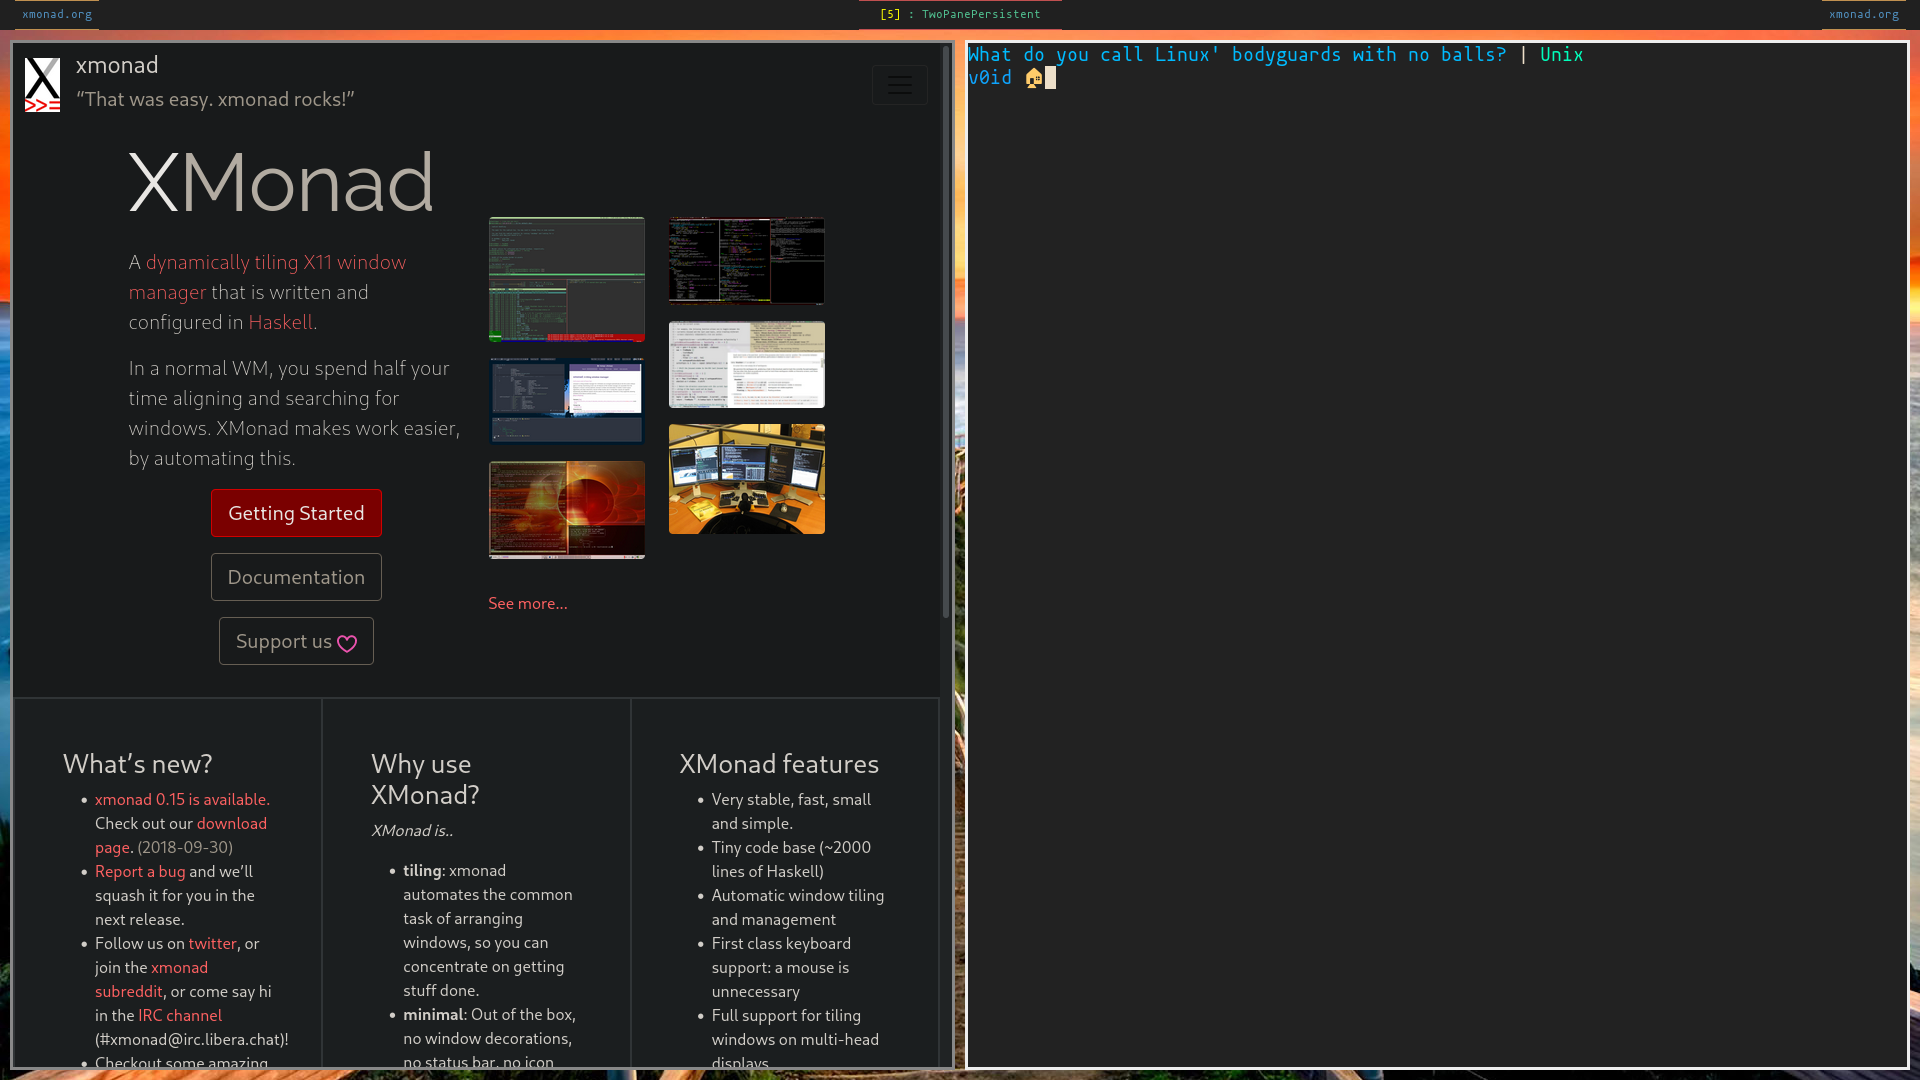 xmonad.org
[5] : TwoPanePersistent
xmonad.org
xmonad
“That was easy. xmonad rocks!”
XMonad
A dynamically tiling X11 window
manager that is written and
configured in Haskell.
In a normal WM, you spend half your
time aligning and searching for
windows. XMonad makes work easier,
by automating this.
Getting Started
Documentation
Support us
See more...
What’s new?
xmonad 0.15 is available.
Check out our download
page. (2018-09-30)
Report a bug and we’ll
squash it for you in the
next release.
Follow us on twitter, or
join the xmonad
subreddit, or come say hi
in the IRC channel
(#xmonad@irc.libera.chat)!
Checkout some amazing
Why use
XMonad?
XMonad is..
tiling: xmonad
automates the common
task of arranging
windows, so you can
concentrate on getting
stuff done.
minimal: Out of the box,
no window decorations,
no status bar, no icon
XMonad features
Very stable, fast, small
and simple.
Tiny code base (~2000
lines of Haskell)
Automatic window tiling
and management
First class keyboard
support: a mouse is
unnecessary
Full support for tiling
windows on multi-head
displays
What do you call Linux' bodyguards with no balls? | Unix
v0id 🏠